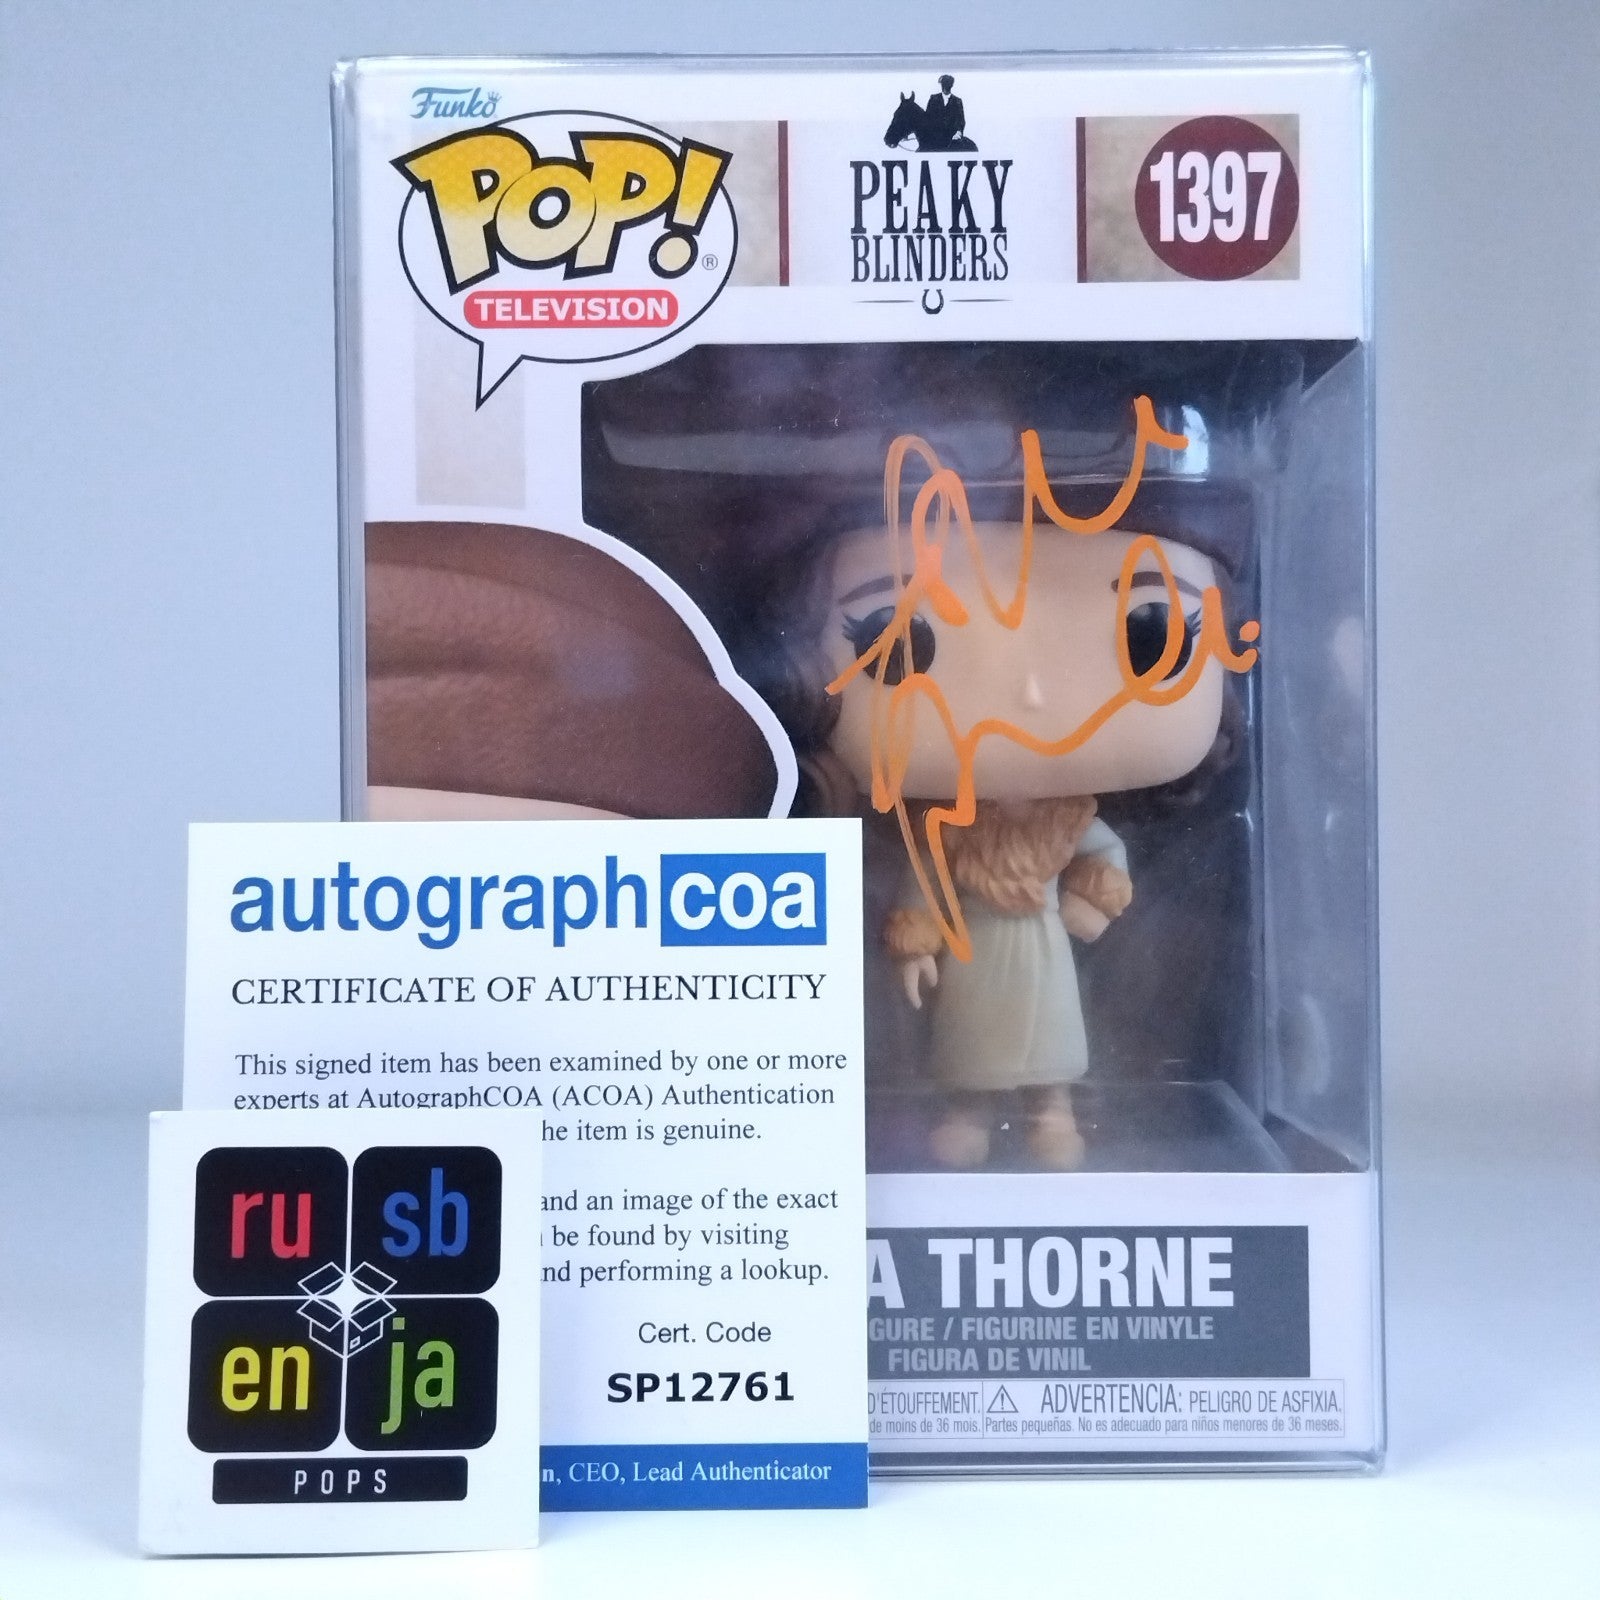 Funko
POP!®
TELEVISION
PEAKY
BLINDERS
1397
autograph coa
CERTIFICATE OF AUTHENTICITY
This signed item has been examined by one or more
experts at AutographCOA (ACOA) Authentication
he item is genuine.
and an image of the exact
be found by visiting
nd performing a lookup.
Cert. Code
SP12761
n, CEO, Lead Authenticator
ru sb
en ja
POPS
A THORNE
GURE / FIGURINE EN VINYLE
FIGURA DE VINIL
D'ÉTOUFFEMENT. ADVERTENCIA: PELIGRO DE ASFIXIA.
de moins de 36 mois. Partes pequeñas. No es adecuado para niños menores de 36 meses.